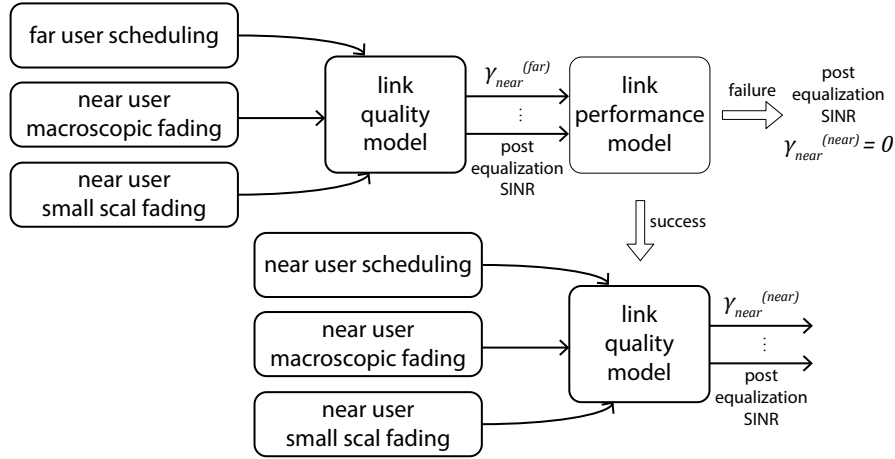 far user scheduling
near user
macroscopic fading
near user
small scal fading
link
quality
model
γnear(far)
⋮
post
equalization
SINR
link
performance
model
failure
post
equalization
SINR
γnear(near) = 0
success
near user scheduling
near user
macroscopic fading
near user
small scal fading
link
quality
model
γnear(near)
⋮
post
equalization
SINR